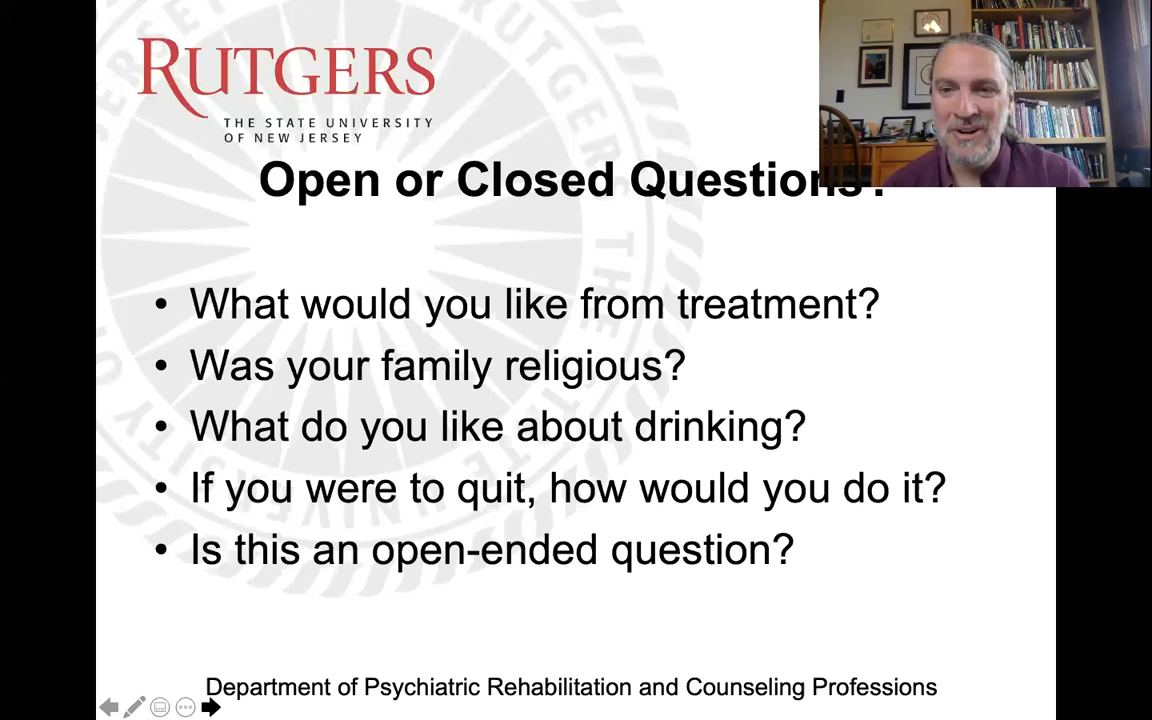 RUTGERS
THE STATE UNIVERSITY
OF NEW JERSEY
Open or Closed Questions?
• What would you like from treatment?
• Was your family religious?
• What do you like about drinking?
• If you were to quit, how would you do it?
• Is this an open-ended question?
Department of Psychiatric Rehabilitation and Counseling Professions